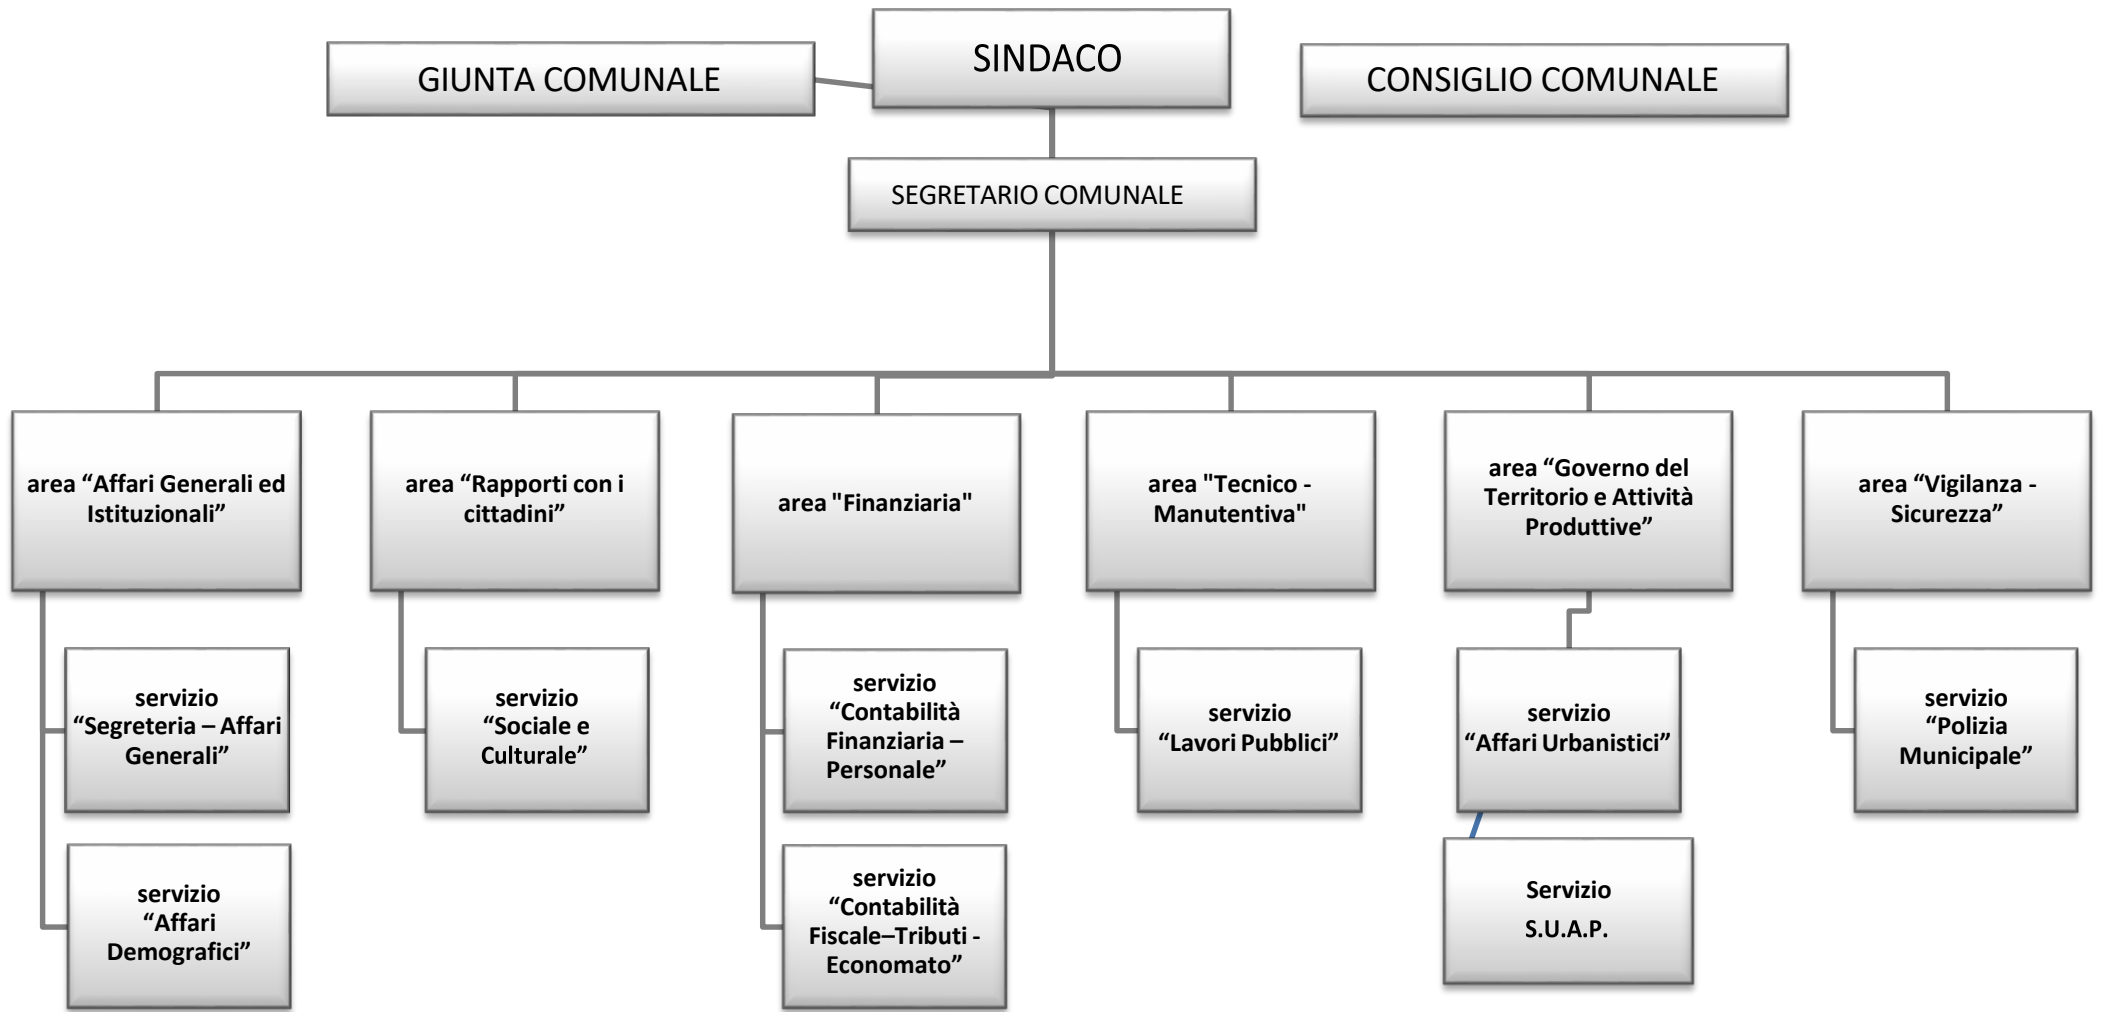 GIUNTA COMUNALE
SINDACO
CONSIGLIO COMUNALE
SEGRETARIO COMUNALE
area “Affari Generali ed
Istituzionali”
area “Rapporti con i
cittadini”
area "Finanziaria"
area "Tecnico -
Manutentiva"
area “Governo del
Territorio e Attività
Produttive”
area “Vigilanza -
Sicurezza”
servizio
“Segreteria – Affari
Generali”
servizio
“Sociale e
Culturale”
servizio
“Contabilità
Finanziaria –
Personale”
servizio
“Lavori Pubblici”
servizio
“Affari Urbanistici”
servizio
“Polizia
Municipale”
servizio
“Affari
Demografici”
servizio
“Contabilità
Fiscale–Tributi -
Economato”
Servizio
S.U.A.P.